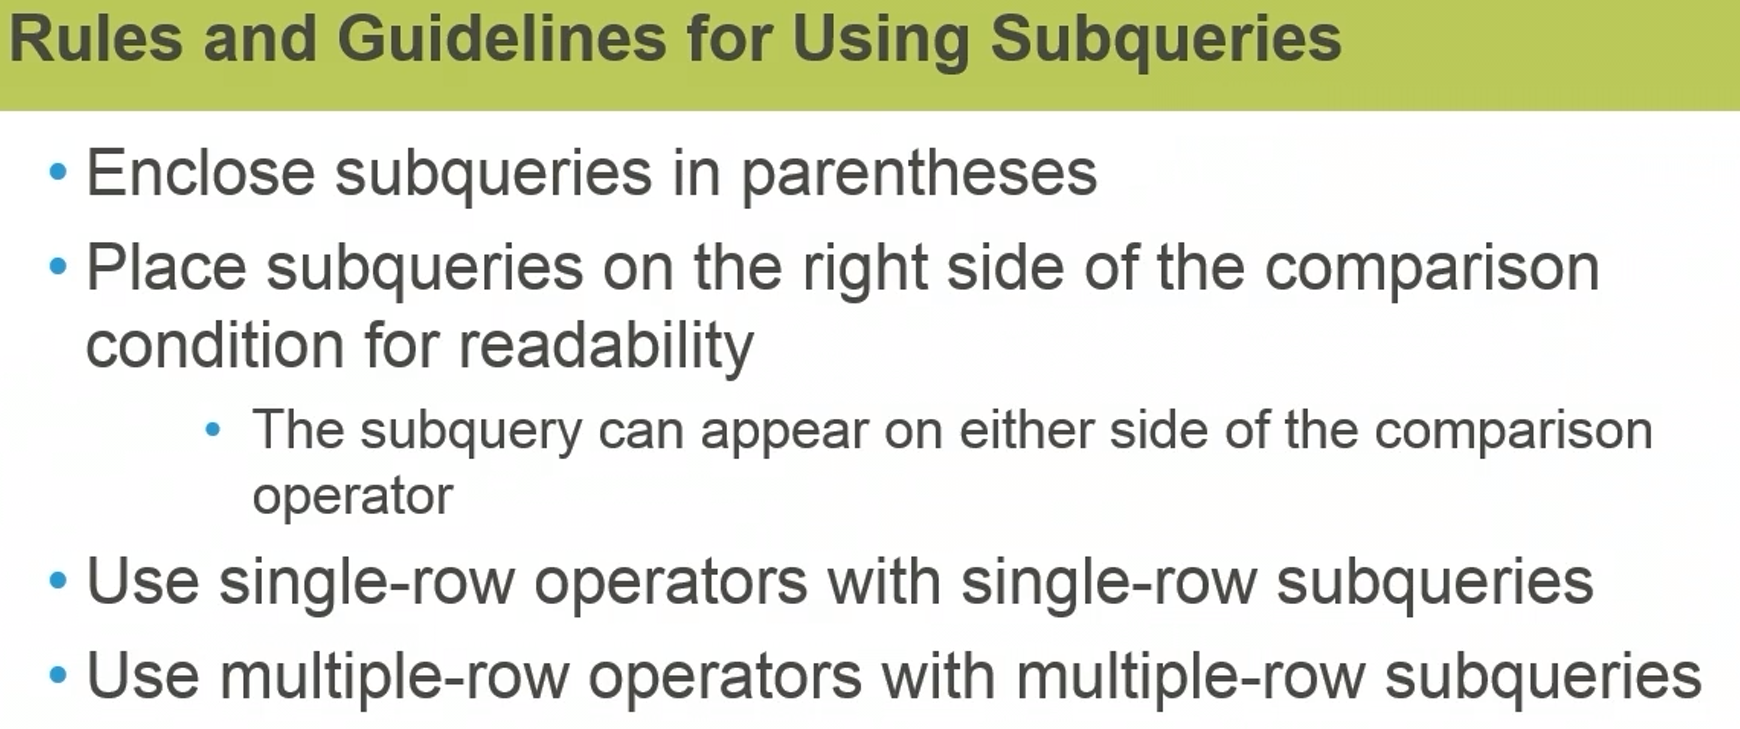 Rules and Guidelines for Using Subqueries
• Enclose subqueries in parentheses
• Place subqueries on the right side of the comparison
condition for readability
• The subquery can appear on either side of the comparison
operator
• Use single-row operators with single-row subqueries
• Use multiple-row operators with multiple-row subqueries